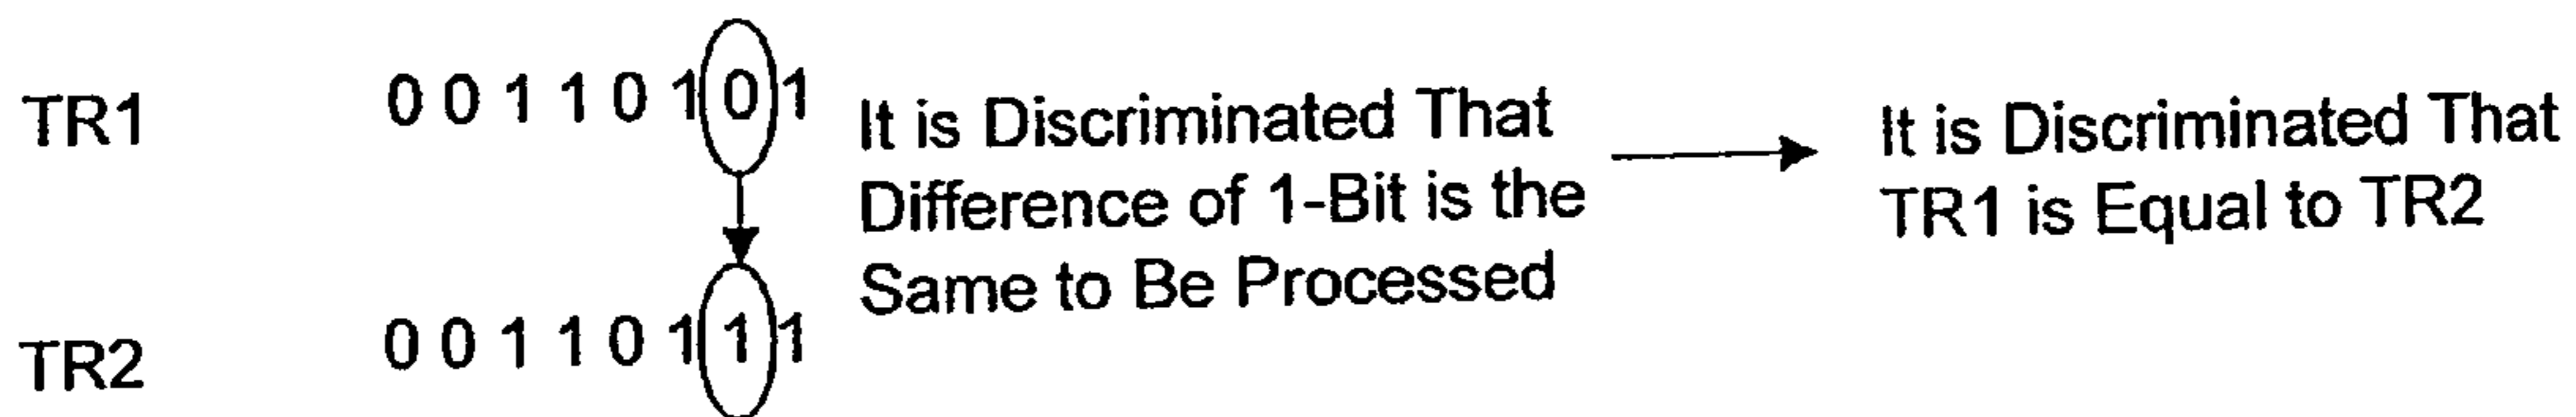 TR1 0 0 1 1 0 1 0 1
It is Discriminated That
Difference of 1-Bit is the
Same to Be Processed
It is Discriminated That
TR1 is Equal to TR2
TR2 0 0 1 1 0 1 1 1